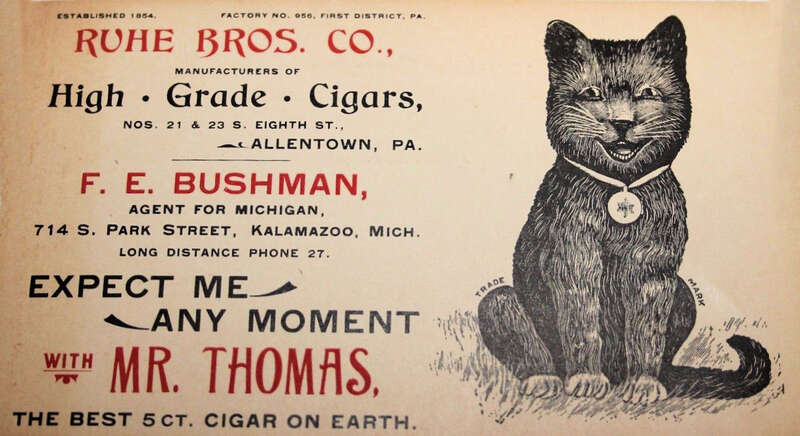 ESTABLISHED 1854. FACTORY NO. 956, FIRST DISTRICT, PA.
RUHE BROS. CO.,
MANUFACTURERS OF
High · Grade · Cigars,
NOS. 21 & 23 S. EIGHTH ST.,
ALLENTOWN, PA.
F. E. BUSHMAN,
AGENT FOR MICHIGAN,
714 S. PARK STREET, KALAMAZOO, MICH.
LONG DISTANCE PHONE 27.
EXPECT ME
ANY MOMENT
WITH MR. THOMAS,
THE BEST 5CT. CIGAR ON EARTH.
TRADE MARK